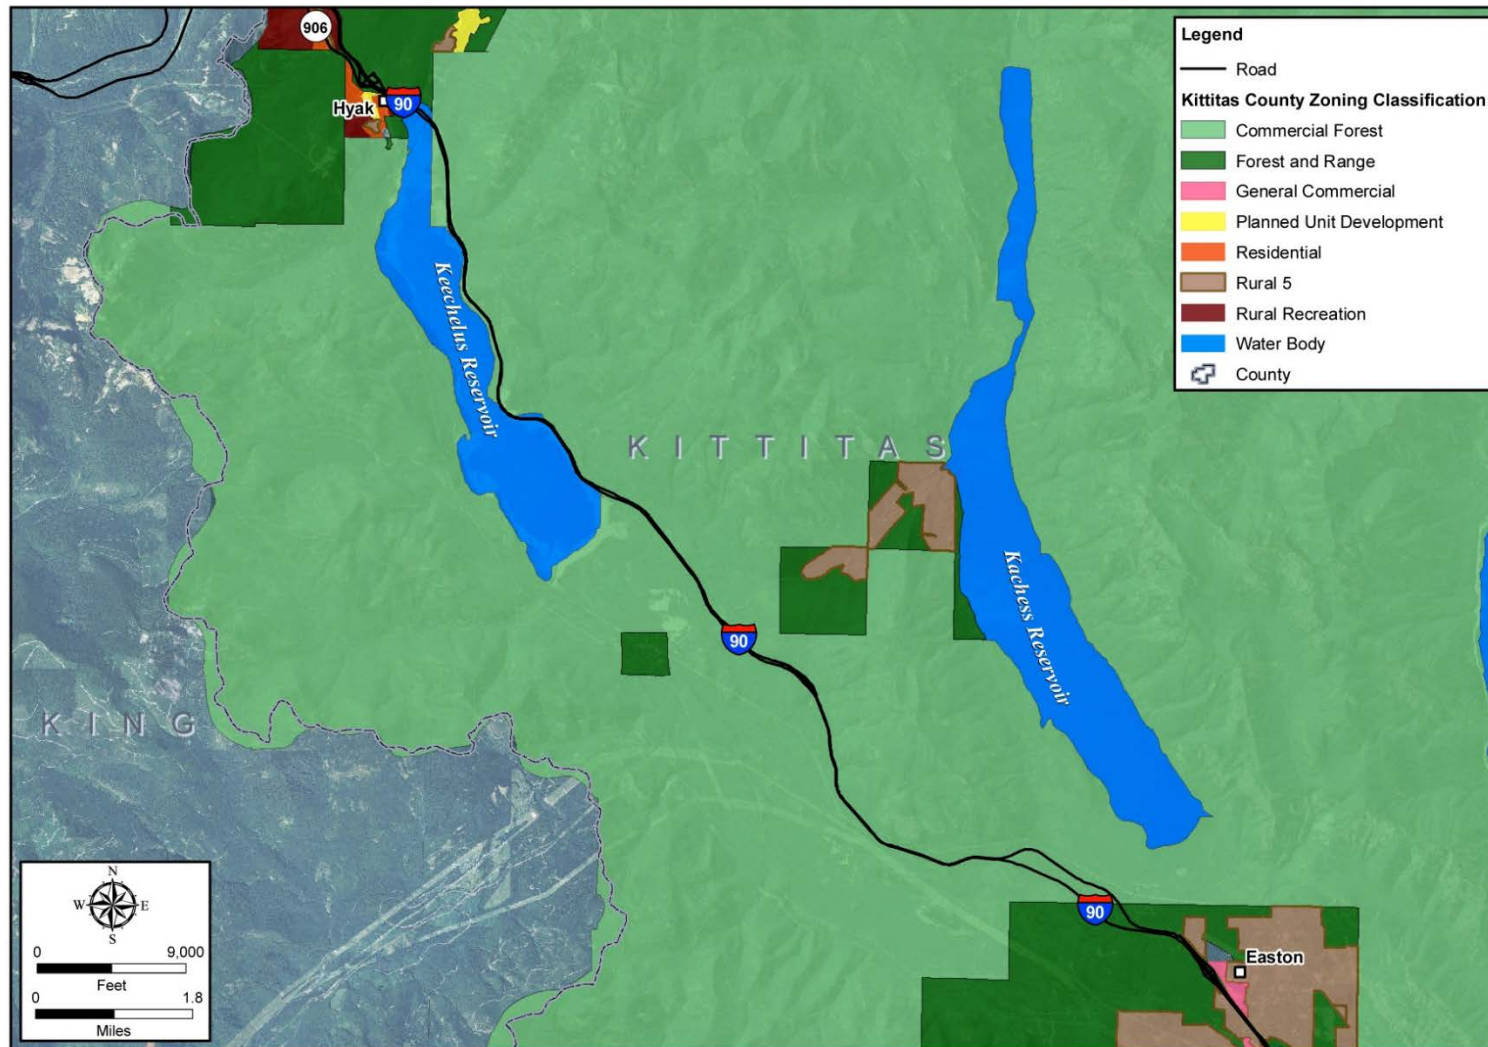 906
Hyak
90
Keechelus Reservoir
KITTITAS
Kachess Reservoir
90
KING
90
Easton
Legend
Road
Kittitas County Zoning Classification
Commercial Forest
Forest and Range
General Commercial
Planned Unit Development
Residential
Rural 5
Rural Recreation
Water Body
County
N
W E
S
0 9,000
Feet
0 1.8
Miles